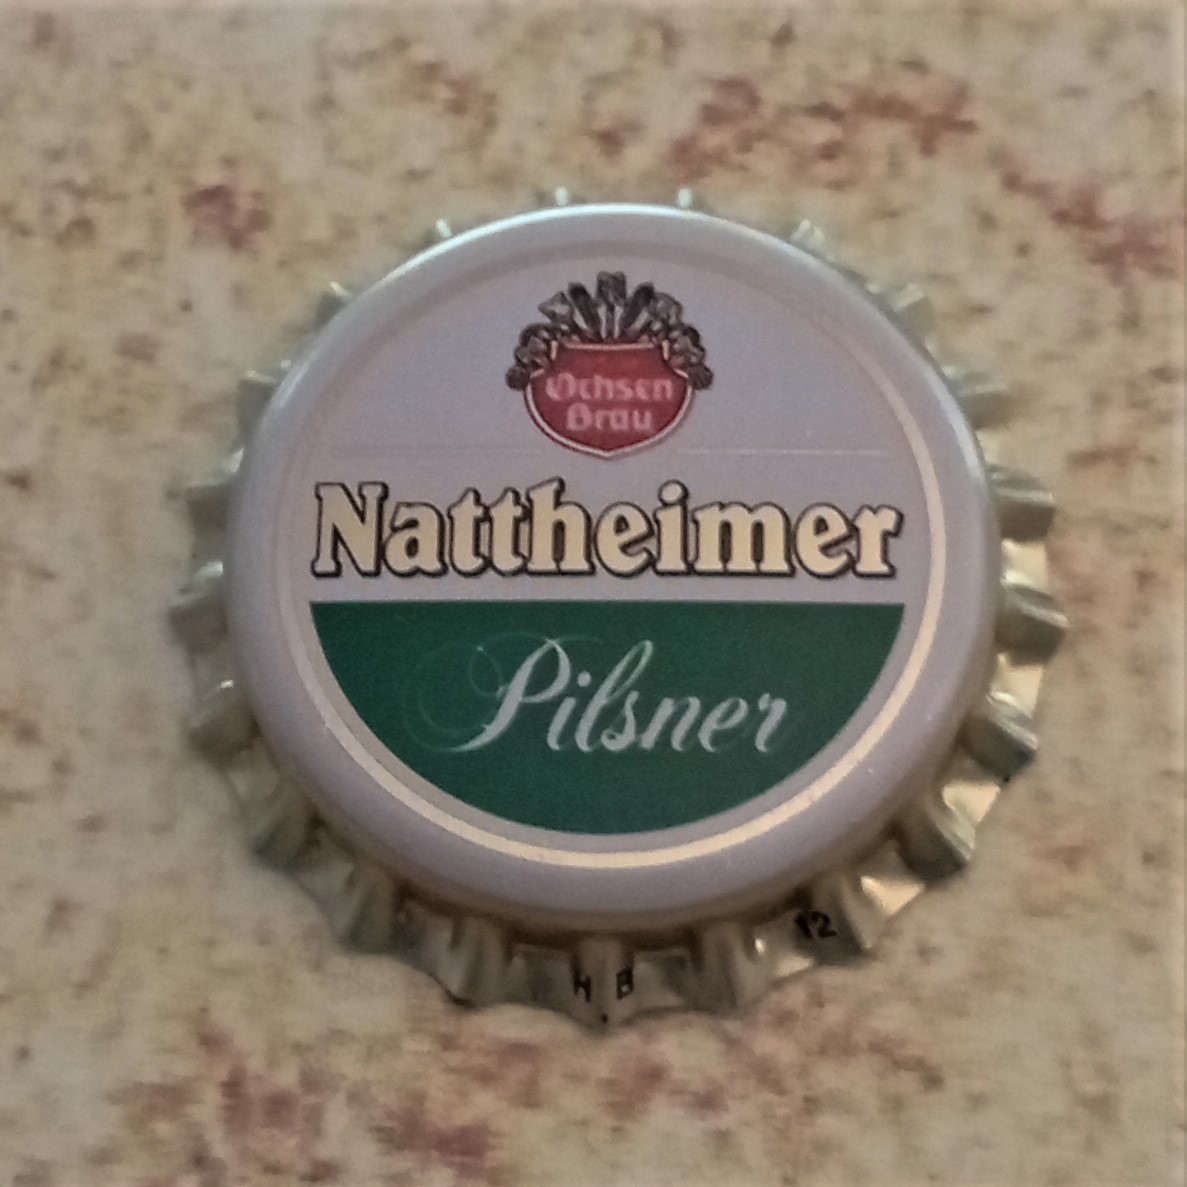 Ochsen
Bräu
Nattheimer
Pilsner
H B
12